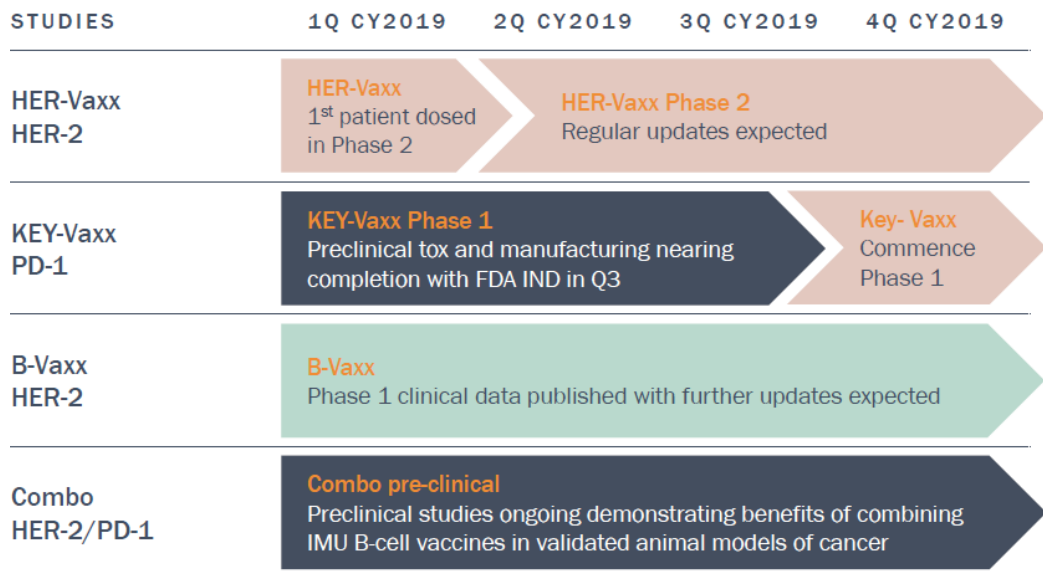 STUDIES 1Q CY2019 2Q CY2019 3Q CY2019 4Q CY2019
HER-Vaxx
HER-2
HER-Vaxx
1st patient dosed
in Phase 2
HER-Vaxx Phase 2
Regular updates expected
KEY-Vaxx
PD-1
KEY-Vaxx Phase 1
Preclinical tox and manufacturing nearing
completion with FDA IND in Q3
Key- Vaxx
Commence
Phase 1
B-Vaxx
HER-2
B-Vaxx
Phase 1 clinical data published with further updates expected
Combo
HER-2/PD-1
Combo pre-clinical
Preclinical studies ongoing demonstrating benefits of combining
IMU B-cell vaccines in validated animal models of cancer